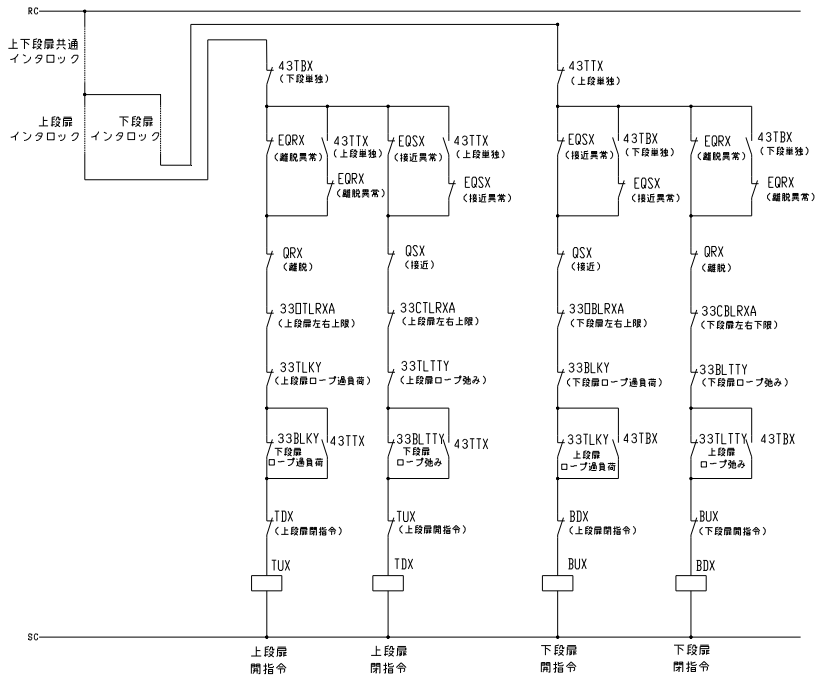 RC
上下段扉共通
インタロック
上段扉
インタロック
下段扉
インタロック
43TBX
(下段単独)
43TTX
(上段単独)
EQRX
(離脱異常)
43TTX
(上段単独)
EQRX
(離脱異常)
EQSX
(接近異常)
43TTX
(上段単独)
EQSX
(接近異常)
EQSX
(接近異常)
43TBX
(下段単独)
EQSX
(接近異常)
EQRX
(離脱異常)
43TBX
(下段単独)
EQRX
(離脱異常)
QRX
(離脱)
QSX
(接近)
QSX
(接近)
QRX
(離脱)
33□TLRXA
(上段扉左右上限)
33CTLRXA
(上段扉左右上限)
33□BLRXA
(下段扉左右上限)
33CBLRXA
(下段扉左右下限)
33TLKY
(上段扉ロープ過負荷)
33TLTTY
(上段扉ロープ弛み)
33BLKY
(下段扉ロープ過負荷)
33BLTTY
(下段扉ロープ弛み)
33BLKY
下段扉
ロープ過負荷
43TTX
33BLTTY
下段扉
ロープ弛み
43TTX
33TLKY
上段扉
ロープ過負荷
43TBX
33TLTTY
上段扉
ロープ弛み
43TBX
TDX
(上段扉閉指令)
TUX
(上段扉開指令)
BDX
(上段扉閉指令)
BUX
(下段扉開指令)
TUX
TDX
BUX
BDX
SC
上段扉
開指令
上段扉
閉指令
下段扉
開指令
下段扉
閉指令